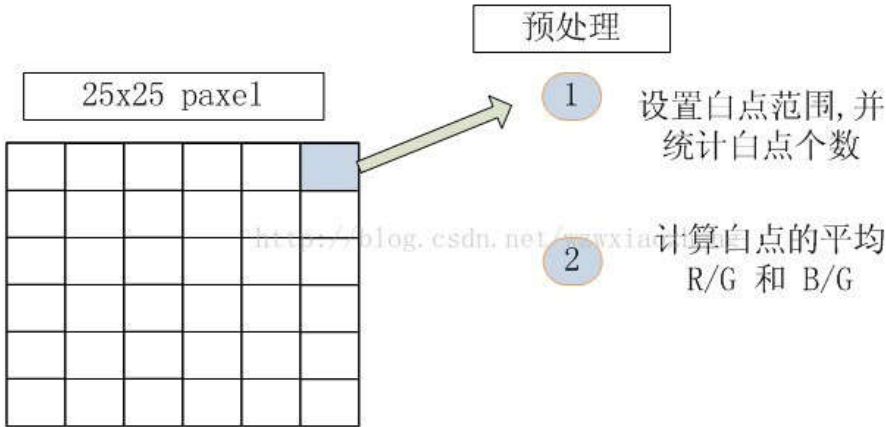 预处理
25x25 paxel
1
设置白点范围,并
统计白点个数
2
计算白点的平均
R/G 和 B/G